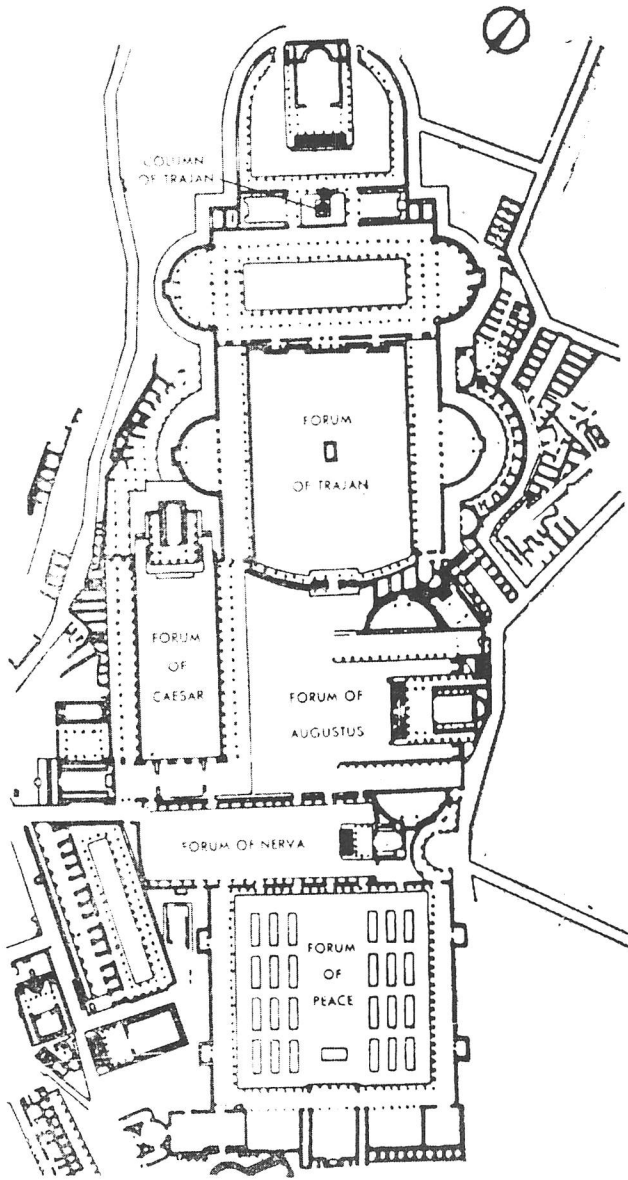 COLUMN
OF TRAJAN
FORUM
OF TRAJAN
FORUM
OF
CAESAR
FORUM OF
AUGUSTUS
FORUM OF NERVA
FORUM
OF
PEACE